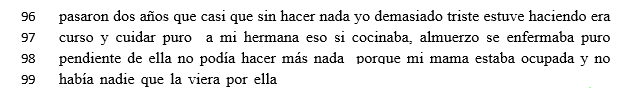 96 pasaron dos años que casi que sin hacer nada yo demasiado triste estuve haciendo era
97 curso y cuidar puro a mi hermana eso si cocinaba, almuerzo se enfermaba puro
98 pendiente de ella no podía hacer más nada porque mi mama estaba ocupada y no
99 había nadie que la viera por ella